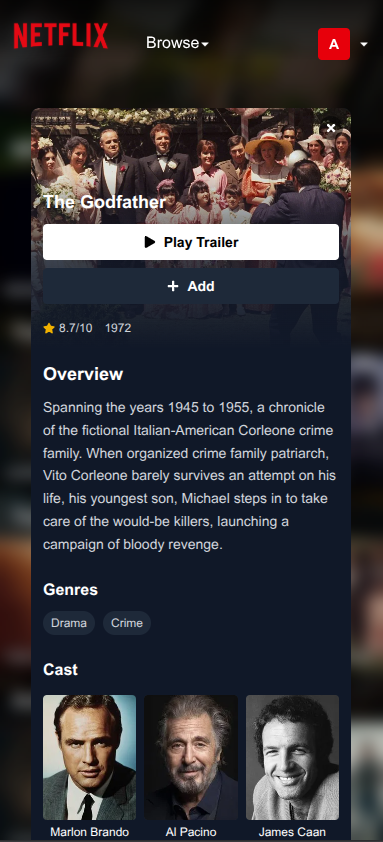 NETFLIX
Browse
A
The Godfather
Play Trailer
Add
8.7/10 1972
Overview
Spanning the years 1945 to 1955, a chronicle
of the fictional Italian-American Corleone crime
family. When organized crime family patriarch,
Vito Corleone barely survives an attempt on his
life, his youngest son, Michael steps in to take
care of the would-be killers, launching a
campaign of bloody revenge.
Genres
Drama Crime
Cast
Marlon Brando Al Pacino James Caan